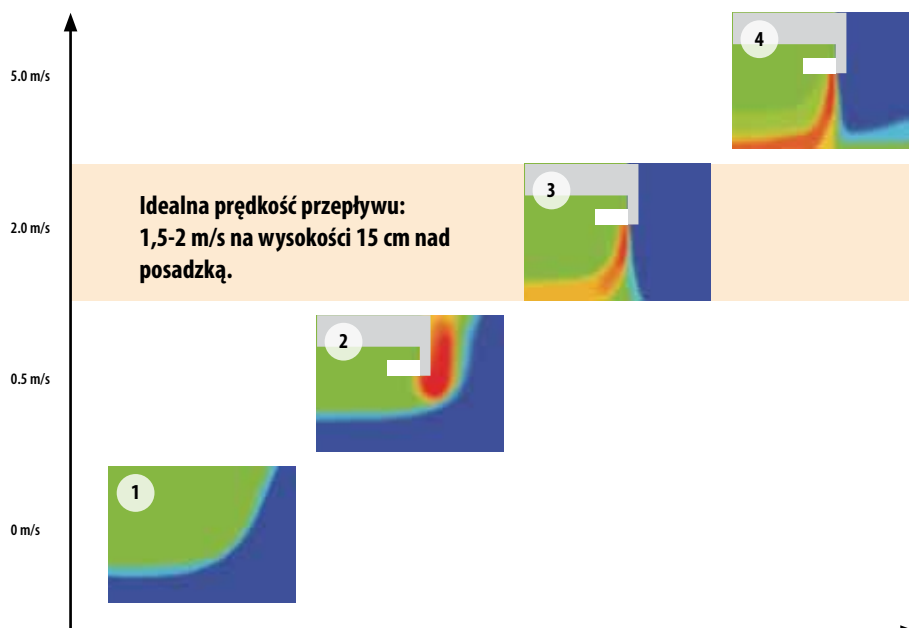 5.0 m/s
4
3
Idealna prędkość przepływu:
1,5-2 m/s na wysokości 15 cm nad
posadzką.
2.0 m/s
2
0.5 m/s
1
0 m/s